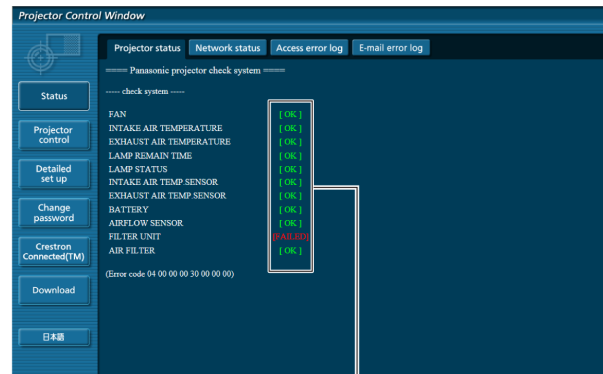 Projector Control Window
Projector status Network status Access error log E-mail error log
==== Panasonic projector check system ====
Status
----- check system -----
FAN [ OK ]
INTAKE AIR TEMPERATURE [ OK ]
EXHAUST AIR TEMPERATURE [ OK ]
LAMP REMAIN TIME [ OK ]
LAMP STATUS [ OK ]
INTAKE AIR TEMP.SENSOR [ OK ]
EXHAUST AIR TEMP.SENSOR [ OK ]
BATTERY [ OK ]
AIRFLOW SENSOR [ OK ]
FILTER UNIT [FAILED]
AIR FILTER [ OK ]
(Error code 04 00 00 00 30 00 00 00)
Projector
control
Detailed
set up
Change
password
Crestron
Connected(TM)
Download
日本語